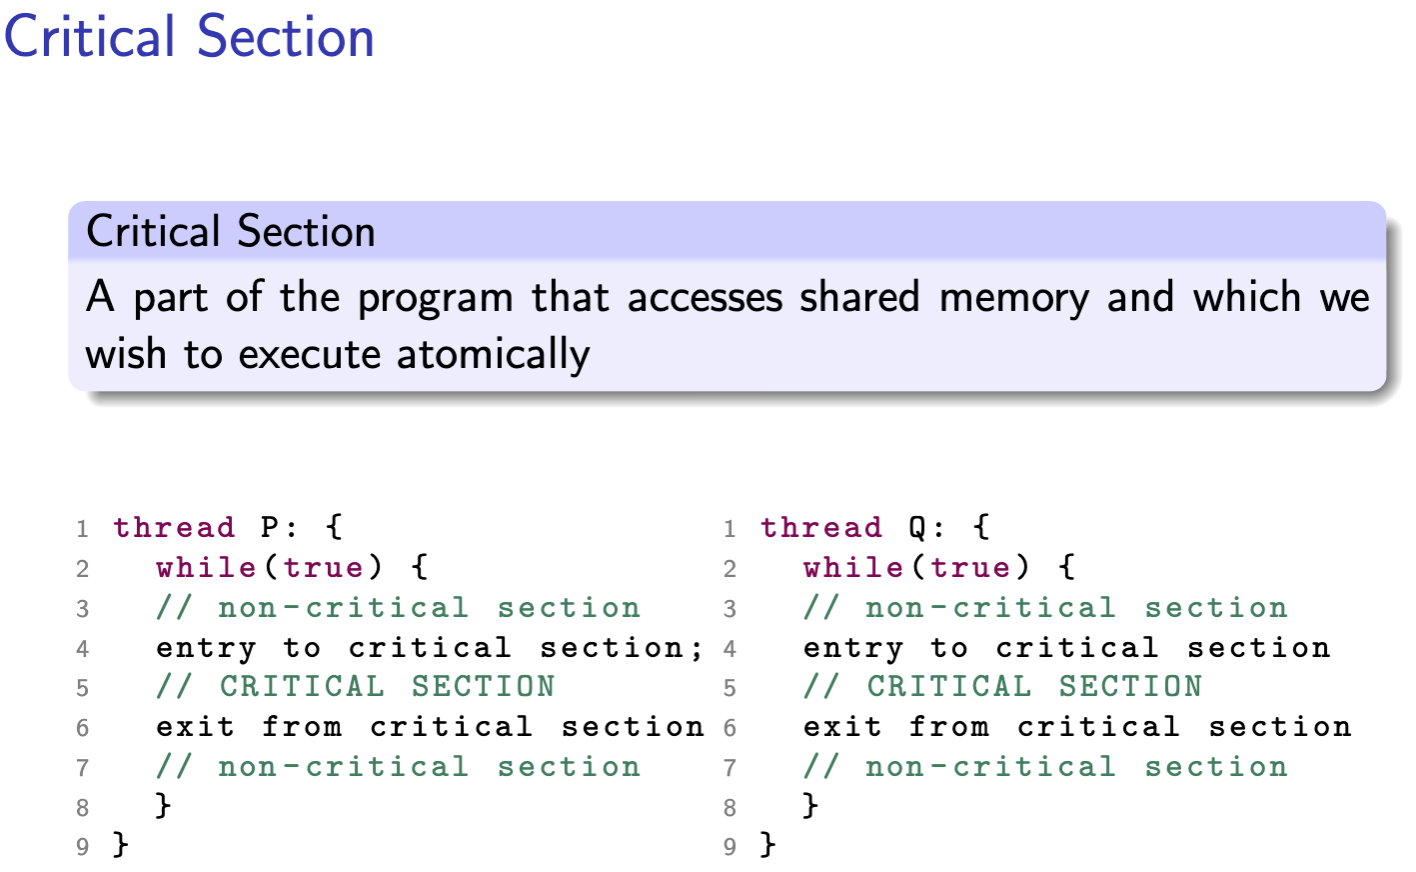 Critical Section
Critical Section
A part of the program that accesses shared memory and which we
wish to execute atomically
1 thread P: {
2 while(true) {
3 // non-critical section
4 entry to critical section;
5 // CRITICAL SECTION
6 exit from critical section
7 // non-critical section
8 }
9 }
1 thread Q: {
2 while(true) {
3 // non-critical section
4 entry to critical section
5 // CRITICAL SECTION
6 exit from critical section
7 // non-critical section
8 }
9 }